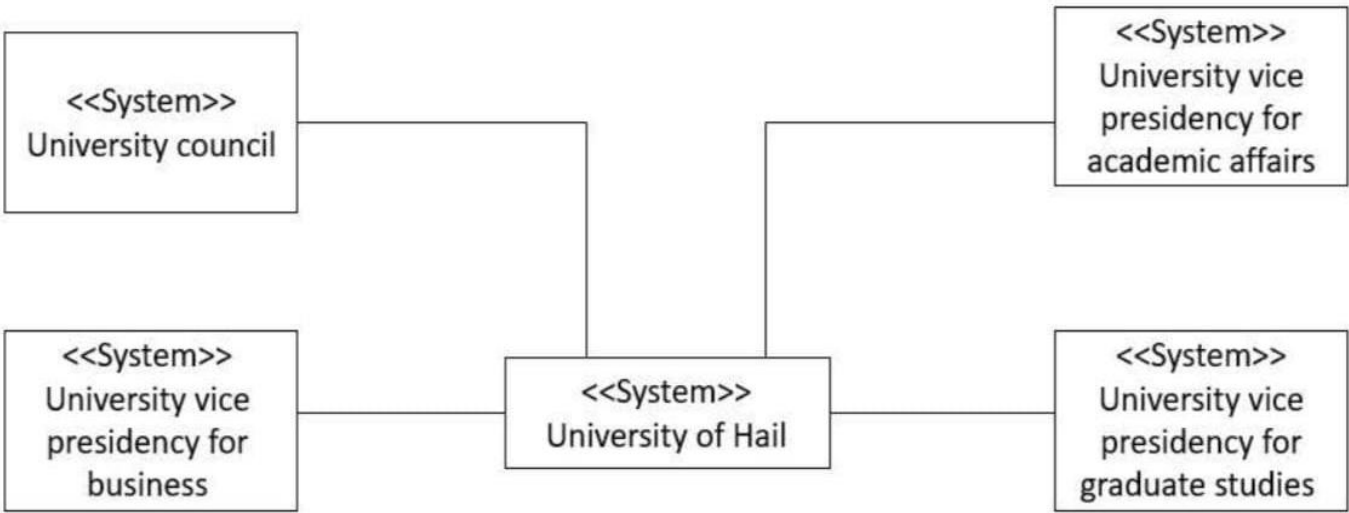 <<System>>
University council
<<System>>
University vice
presidency for
academic affairs
<<System>>
University vice
presidency for
business
<<System>>
University of Hail
<<System>>
University vice
presidency for
graduate studies